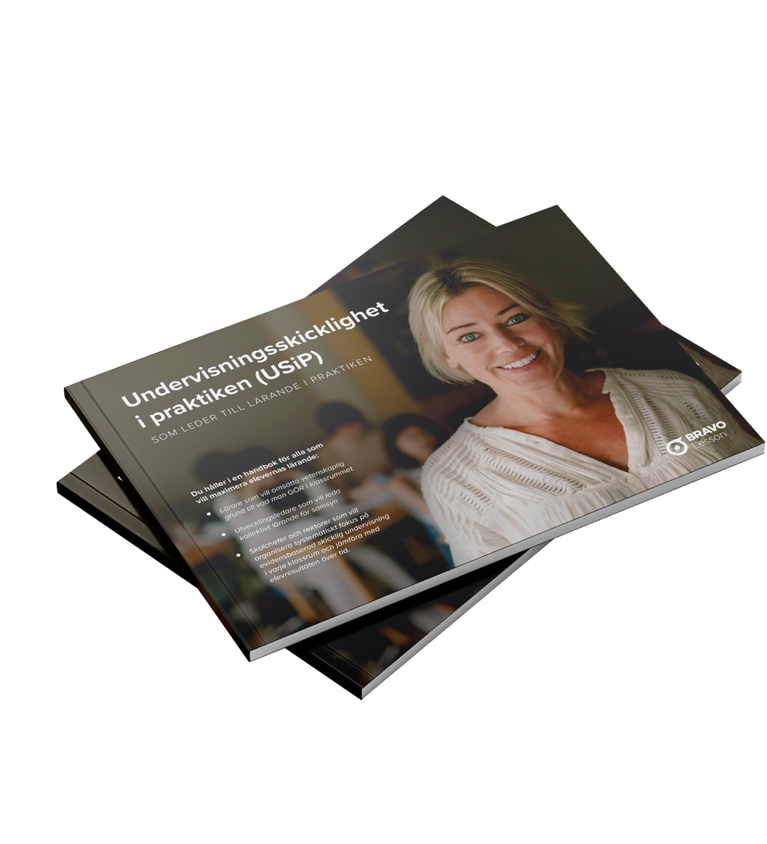 Undervisningsskicklighet
i praktiken (USiP)
SOM LEDER TILL LÄRANDE I PRAKTIKEN
Du håller i en handbok för alla som
vill maximera elevernas lärande:
• Lärare som vill omsätta vetenskaplig
grund till vad man GÖR i klassrummet
• Utvecklingsledare som vill leda
kollektivt lärande för samsyn
• Skolchefer och rektorer som vill
organisera systematiskt fokus på
evidensbaserad skicklig undervisning
i varje klassrum och jämföra med
elevresultaten över tid.
BRAVO
Lesson